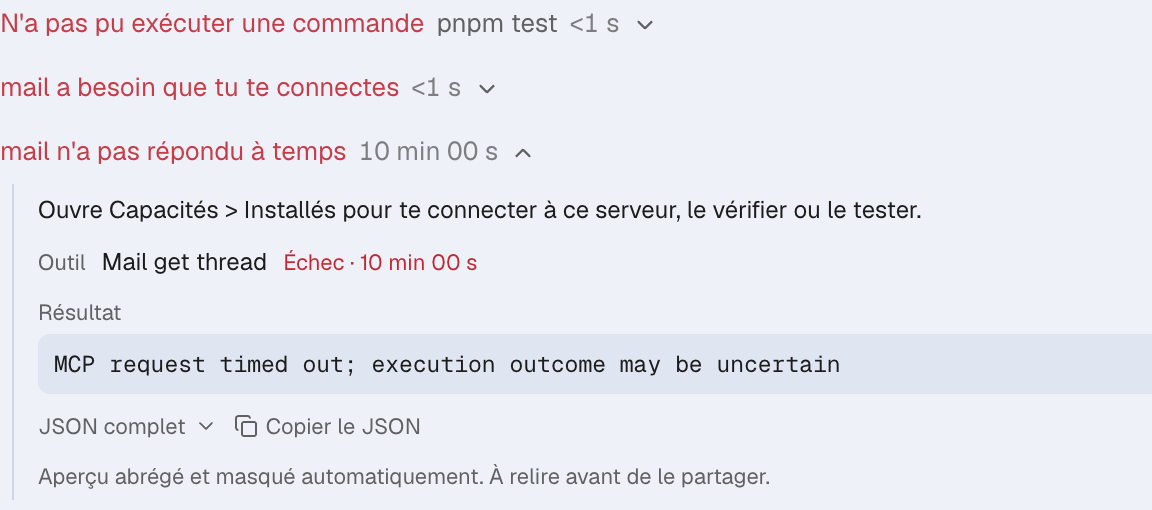 N'a pas pu exécuter une commande pnpm test <1 s
mail a besoin que tu te connectes <1 s
mail n'a pas répondu à temps 10 min 00 s
Ouvre Capacités > Installés pour te connecter à ce serveur, le vérifier ou le tester.
Outil Mail get thread Échec · 10 min 00 s
Résultat
MCP request timed out; execution outcome may be uncertain
JSON complet Copier le JSON
Aperçu abrégé et masqué automatiquement. À relire avant de le partager.